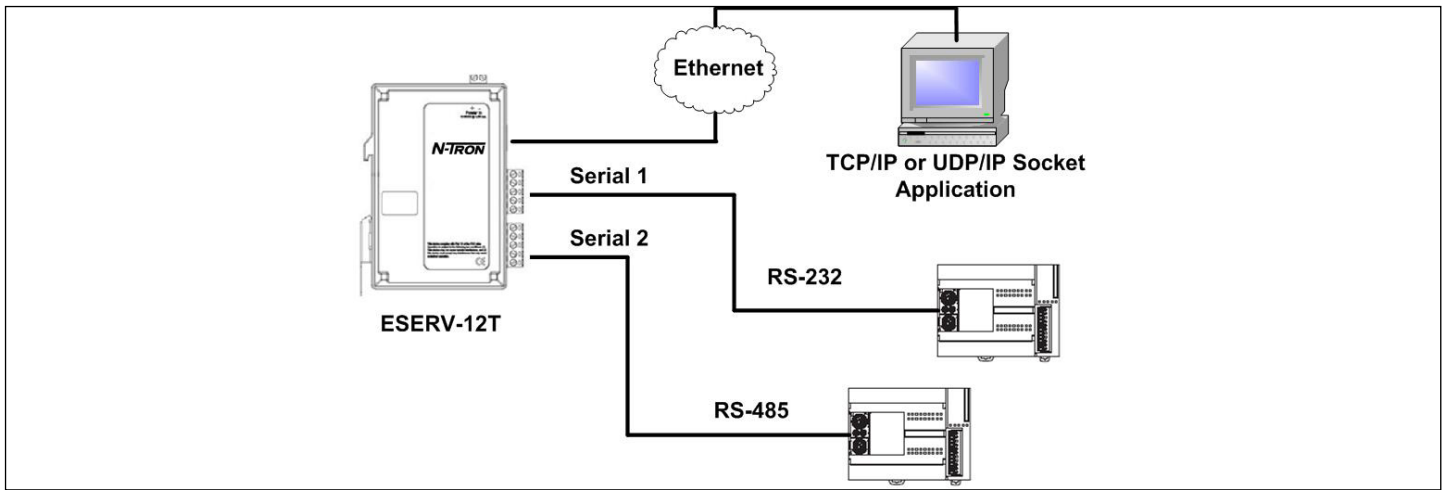 Ethernet
N-TRON
Serial 1
TCP/IP or UDP/IP Socket
Application
Serial 2
RS-232
ESERV-12T
RS-485